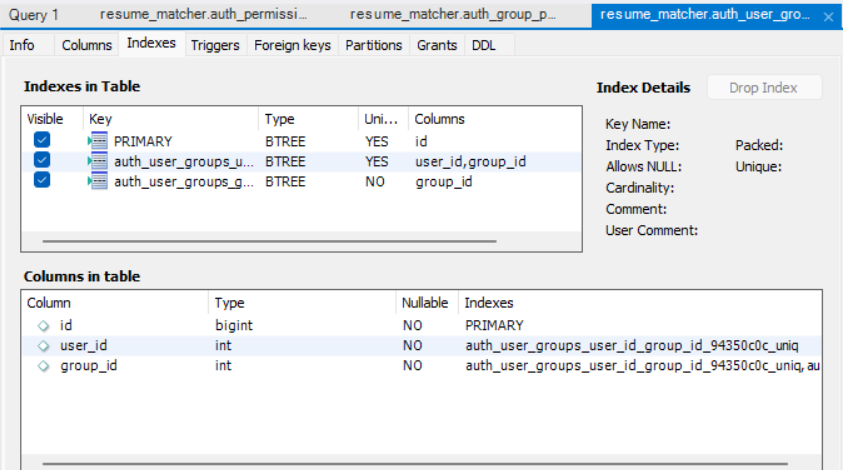 Query 1 resume_matcher.auth_permissi... resume_matcher.auth_group_p... resume_matcher.auth_user_gro... ×
Info Columns Indexes Triggers Foreign keys Partitions Grants DDL
Indexes in Table
Visible Key Type Uni... Columns
PRIMARY BTREE YES id
auth_user_groups_u... BTREE YES user_id,group_id
auth_user_groups_g... BTREE NO group_id
Index Details Drop Index
Key Name:
Index Type: Packed:
Allows NULL: Unique:
Cardinality:
Comment:
User Comment:
Columns in table
Column Type Nullable Indexes
id bigint NO PRIMARY
user_id int NO auth_user_groups_user_id_group_id_94350c0c_uniq
group_id int NO auth_user_groups_user_id_group_id_94350c0c_uniq, au